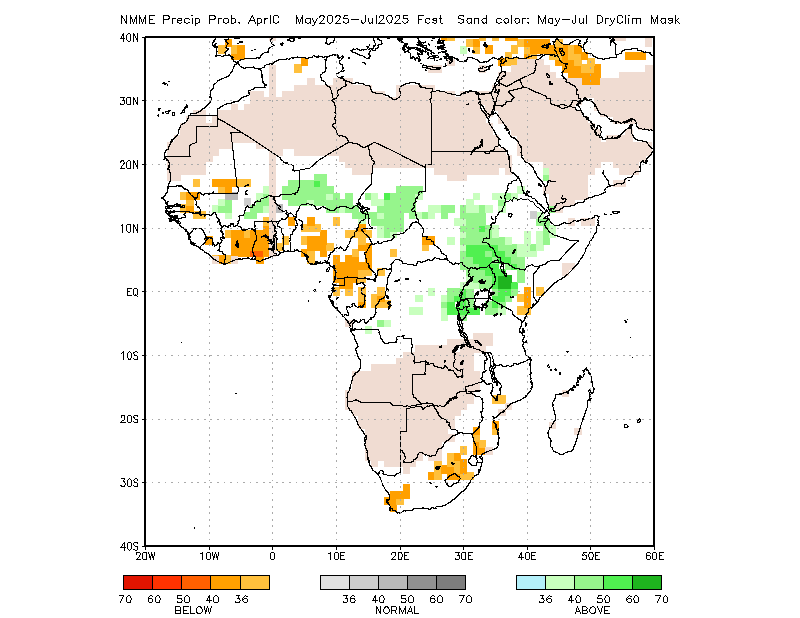 NMME Precip Prob. AprIC May2025-Jul2025 Fcst Sand color: May-Jul DryClim Mask
40N
30N
20N
10N
EQ
10S
20S
30S
40S
20W 10W 0 10E 20E 30E 40E 50E 60E
70 60 50 40 36 36 40 50 60 70 36 40 50 60 70
BELOW NORMAL ABOVE